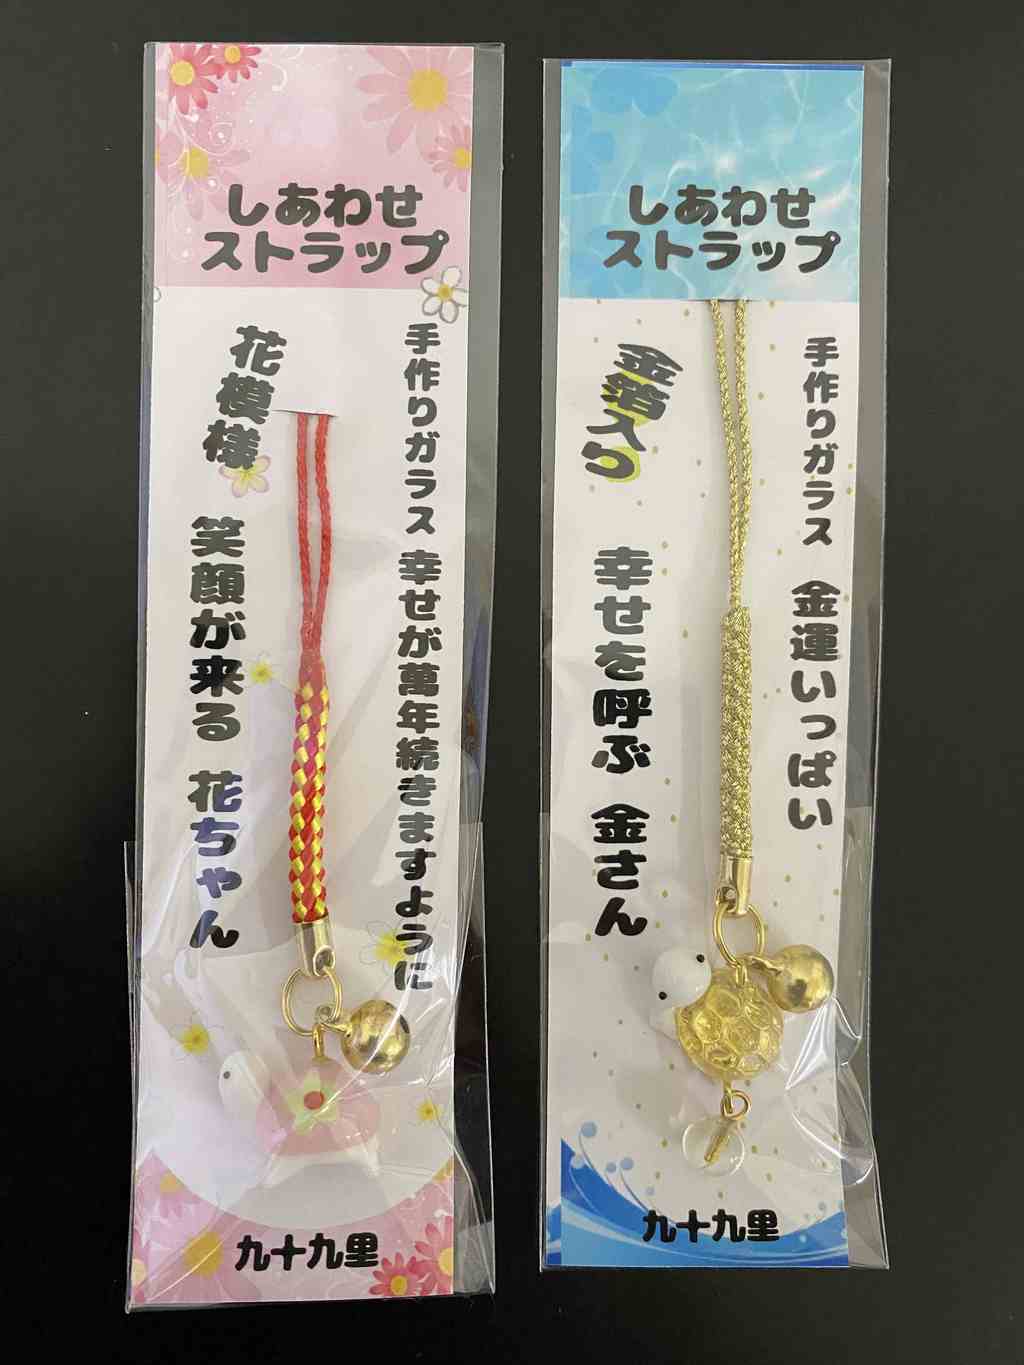 しあわせ
ストラップ
手作りガラス 幸せが萬年続きますように
花模様
笑顔が来る 花ちゃん
九十九里
しあわせ
ストラップ
手作りガラス 金運いっぱい
金箔入り
幸せを呼ぶ 金さん
九十九里